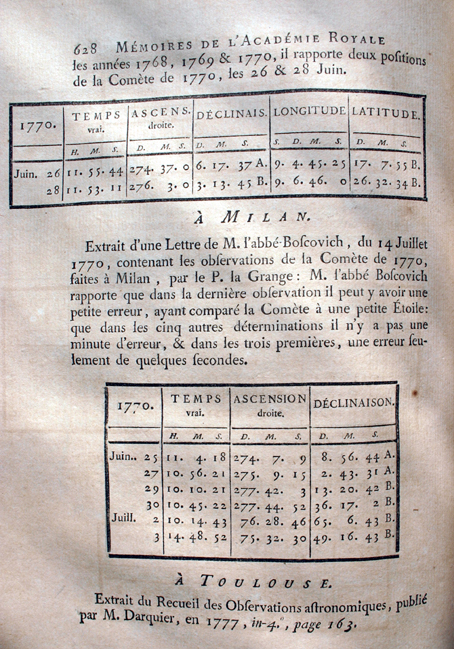 628 MÉMOIRES DE L'ACADÉMIE ROYALE
les années 1768, 1769 & 1770, il rapporte deux positions
de la Comète de 1770, les 26 & 28 Juin.
1770. TEMPS vrai. ASCENS. droite. DÉCLINAIS. LONGITUDE LATITUDE.
H. M. S. D. M. S. D. M. S. S. D. M. S. D. M. S.
Juin. 26 11. 55. 44 274. 37. 0 6. 17. 37 A. 9. 4. 45. 25 17. 7. 55 B.
28 11. 53. 11 276. 3. 0 3. 13. 45 B. 9. 6. 46. 0 26. 32. 34 B.
À MILAN.
Extrait d'une Lettre de M. l'abbé Boſcovich, du 14 Juillet
1770, contenant les obſervations de la Comète de 1770,
faites à Milan, par le P. la Grange: M. l'abbé Boſcovich
rapporte que dans la dernière obſervation il peut y avoir une
petite erreur, ayant comparé la Comète à une petite Étoile:
que dans les cinq autres déterminations il n'y a pas une
minute d'erreur, & dans les trois premières, une erreur ſeu-
lement de quelques ſecondes.
1770. TEMPS vrai. ASCENSION droite. DÉCLINAISON.
H. M. S. D. M. S. D. M. S.
Juin.. 25 11. 4. 18 274. 7. 9 8. 56. 44 A.
27 10. 56. 21 275. 9. 15 2. 43. 31 A.
29 10. 10. 21 277. 42. 3 13. 20. 42 B.
30 10. 45. 22 277. 44. 52 36. 17. 2 B.
Juill. 2 10. 14. 43 76. 28. 46 65. 6. 43 B.
3 14. 48. 52 75. 32. 30 49. 16. 43 B.
À TOULOUSE.
Extrait du Recueil des Obſervations aſtronomiques, publié
par M. Darquier, en 1777, in-4.°, page 163.